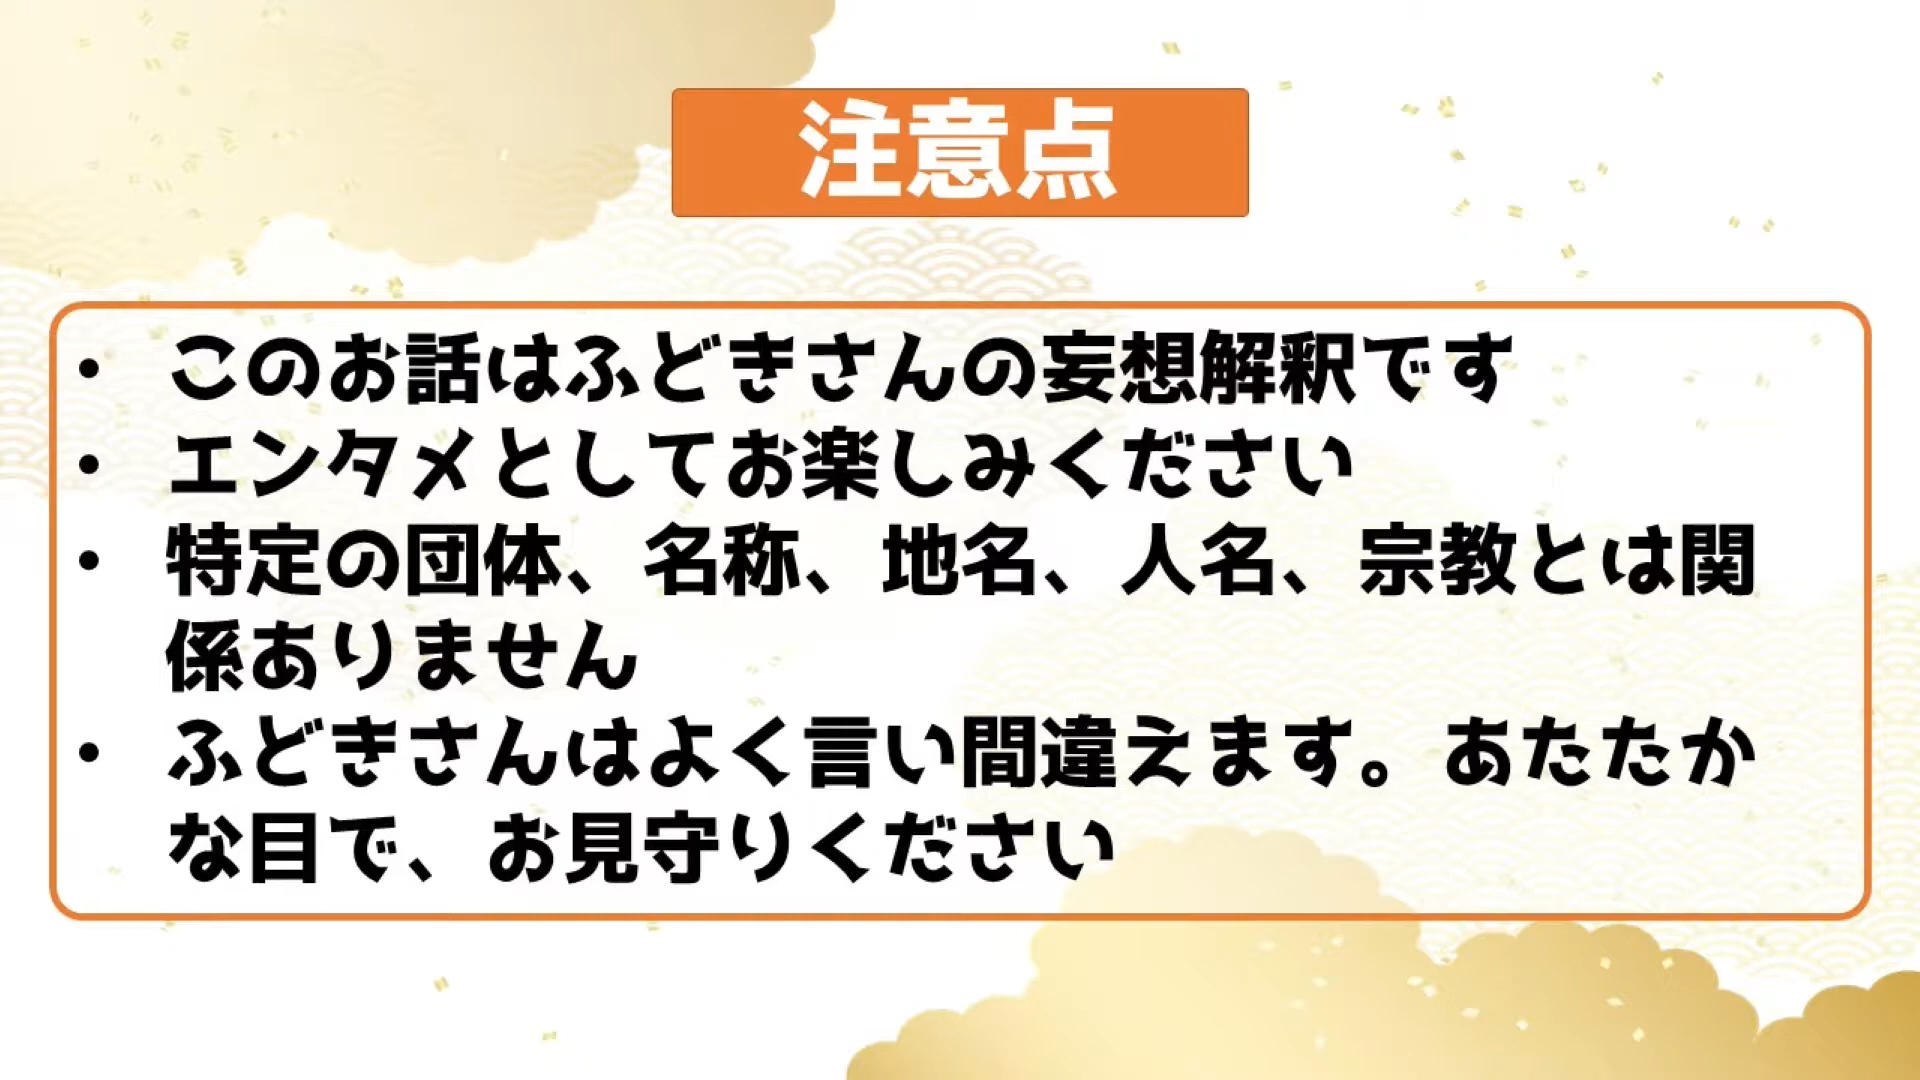 注意点
• このお話はふどきさんの妄想解釈です
• エンタメとしてお楽しみください
• 特定の団体、名称、地名、人名、宗教とは関
係ありません
• ふどきさんはよく言い間違えます。あたたか
な目で、お見守りください